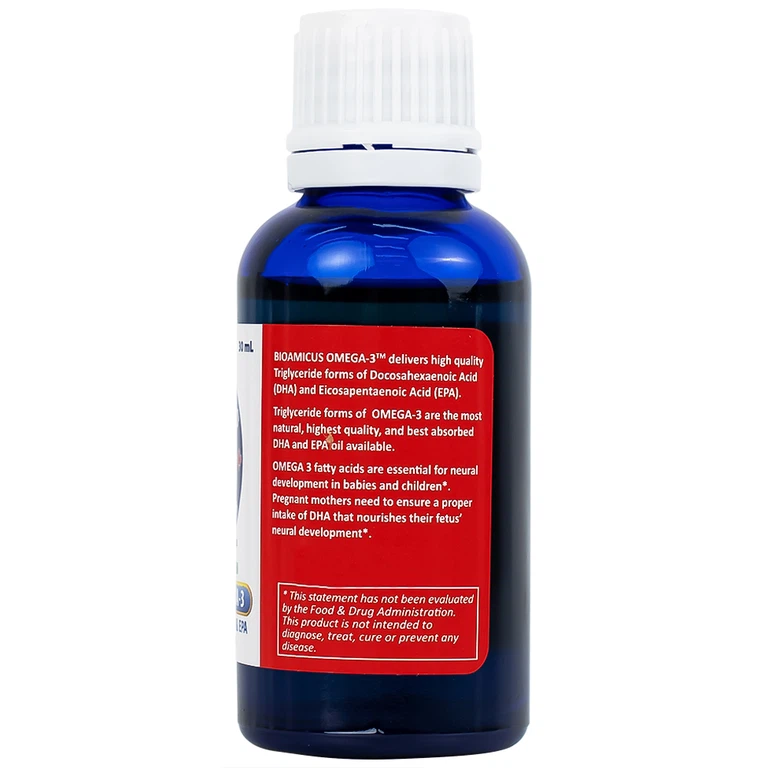 30 mL
BIOAMICUS OMEGA-3™ delivers high quality
Triglyceride forms of Docosahexaenoic Acid
(DHA) and Eicosapentaenoic Acid (EPA).
Triglyceride forms of OMEGA-3 are the most
natural, highest quality, and best absorbed
DHA and EPA oil available.
OMEGA 3 fatty acids are essential for neural
development in babies and children*.
Pregnant mothers need to ensure a proper
intake of DHA that nourishes their fetus'
neural development*.
-3
EPA
* This statement has not been evaluated
by the Food & Drug Administration.
This product is not intended to
diagnose, treat, cure or prevent any
disease.